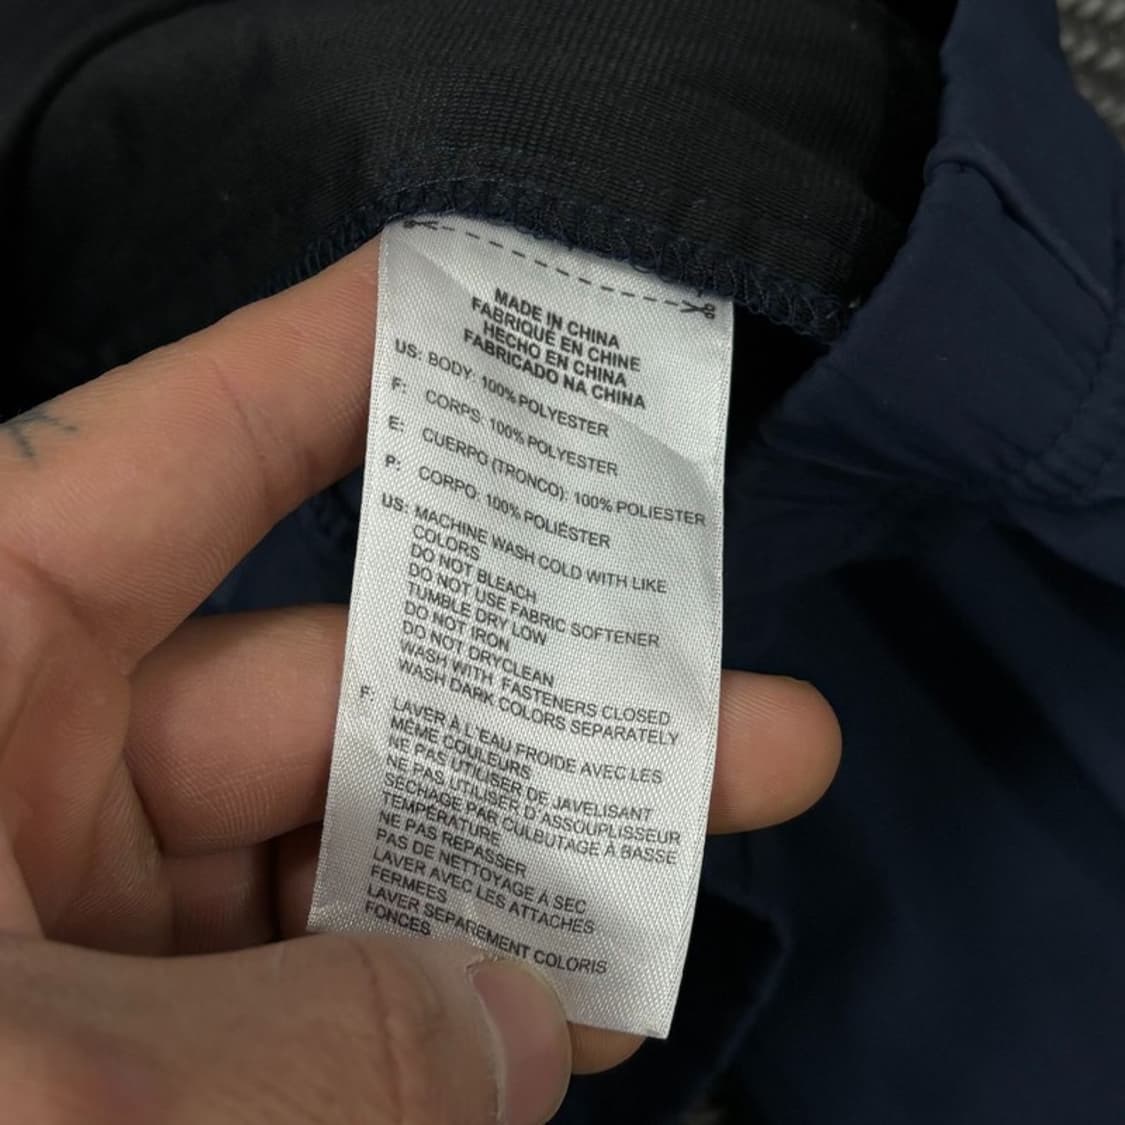 MADE IN CHINA
FABRIQUÉ EN CHINE
HECHO EN CHINA
FABRICADO NA CHINA
US: BODY: 100% POLYESTER
F: CORPS: 100% POLYESTER
E: CUERPO (TRONCO): 100% POLIESTER
P: CORPO: 100% POLIÉSTER
US: MACHINE WASH COLD WITH LIKE
COLORS
DO NOT BLEACH
DO NOT USE FABRIC SOFTENER
TUMBLE DRY LOW
DO NOT IRON
DO NOT DRYCLEAN
WASH WITH FASTENERS CLOSED
WASH DARK COLORS SEPARATELY
F: LAVER À L'EAU FROIDE AVEC LES
MÊME COULEURS
NE PAS UTILISER DE JAVELISANT
NE PAS UTILISER D'ASSOUPLISSEUR
SÉCHAGE PAR CULBUTAGE À BASSE
TEMPÉRATURE
NE PAS REPASSER
PAS DE NETTOYAGE À SEC
LAVER AVEC LES ATTACHES
FERMEES
LAVER SEPAREMENT COLORIS
FONCES